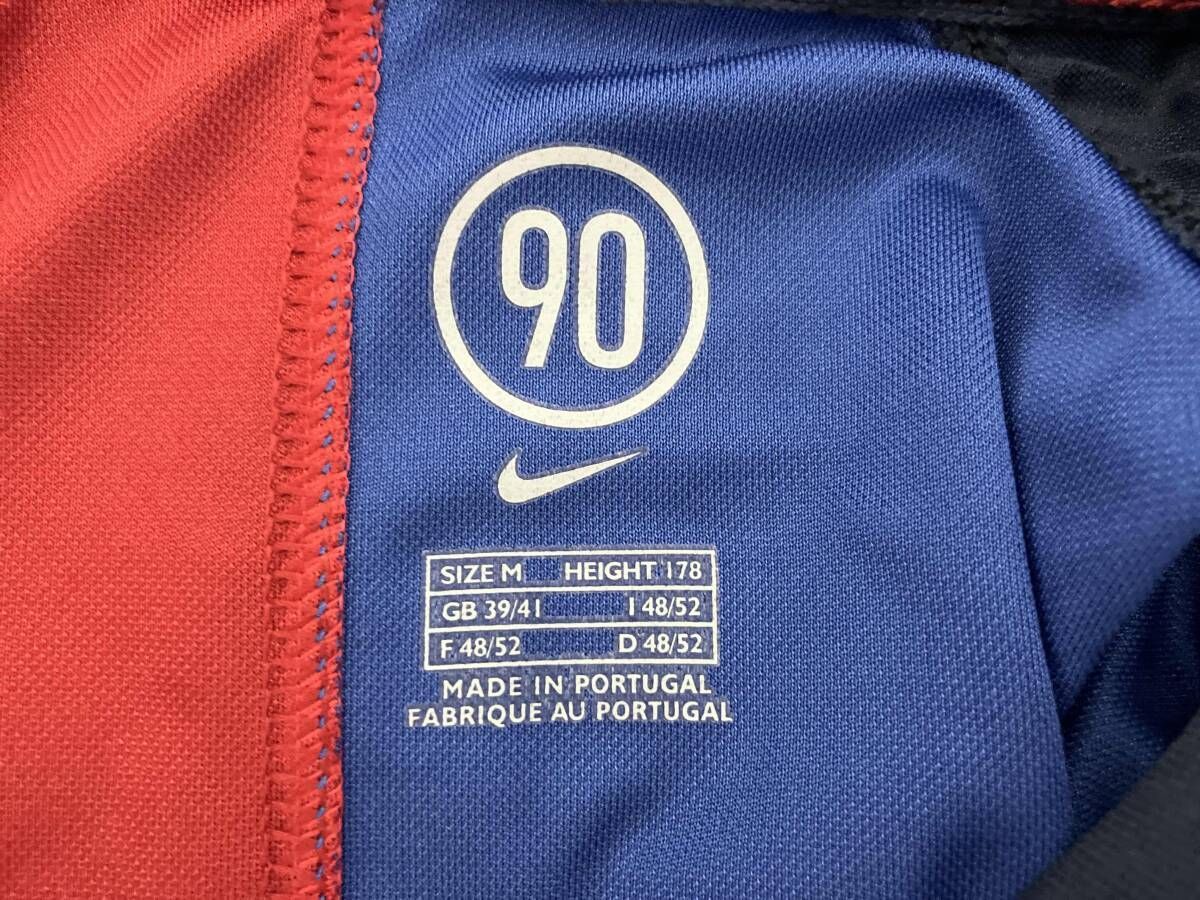 90
SIZE M HEIGHT 178
GB 39/41 I 48/52
F 48/52 D 48/52
MADE IN PORTUGAL
FABRIQUE AU PORTUGAL